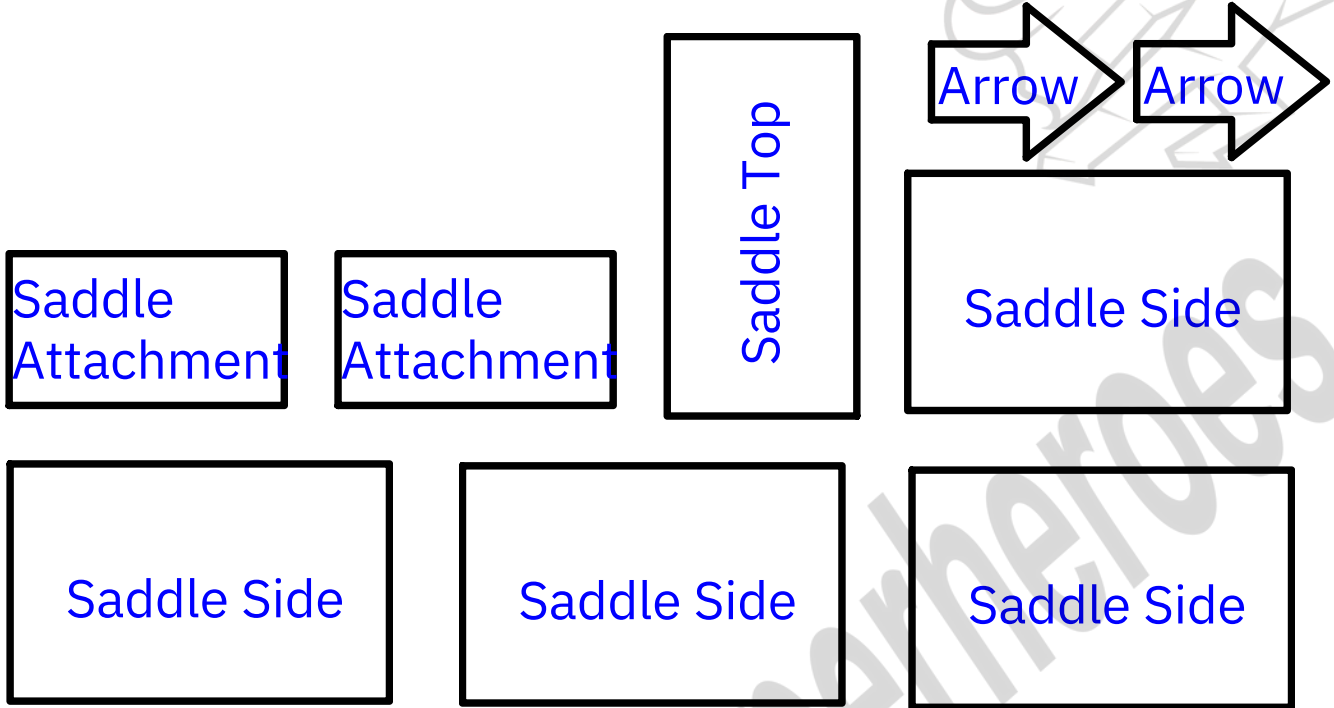 Arrow
Arrow
Saddle Top
Saddle
Attachment
Saddle
Attachment
Saddle Side
Saddle Side
Saddle Side
Saddle Side